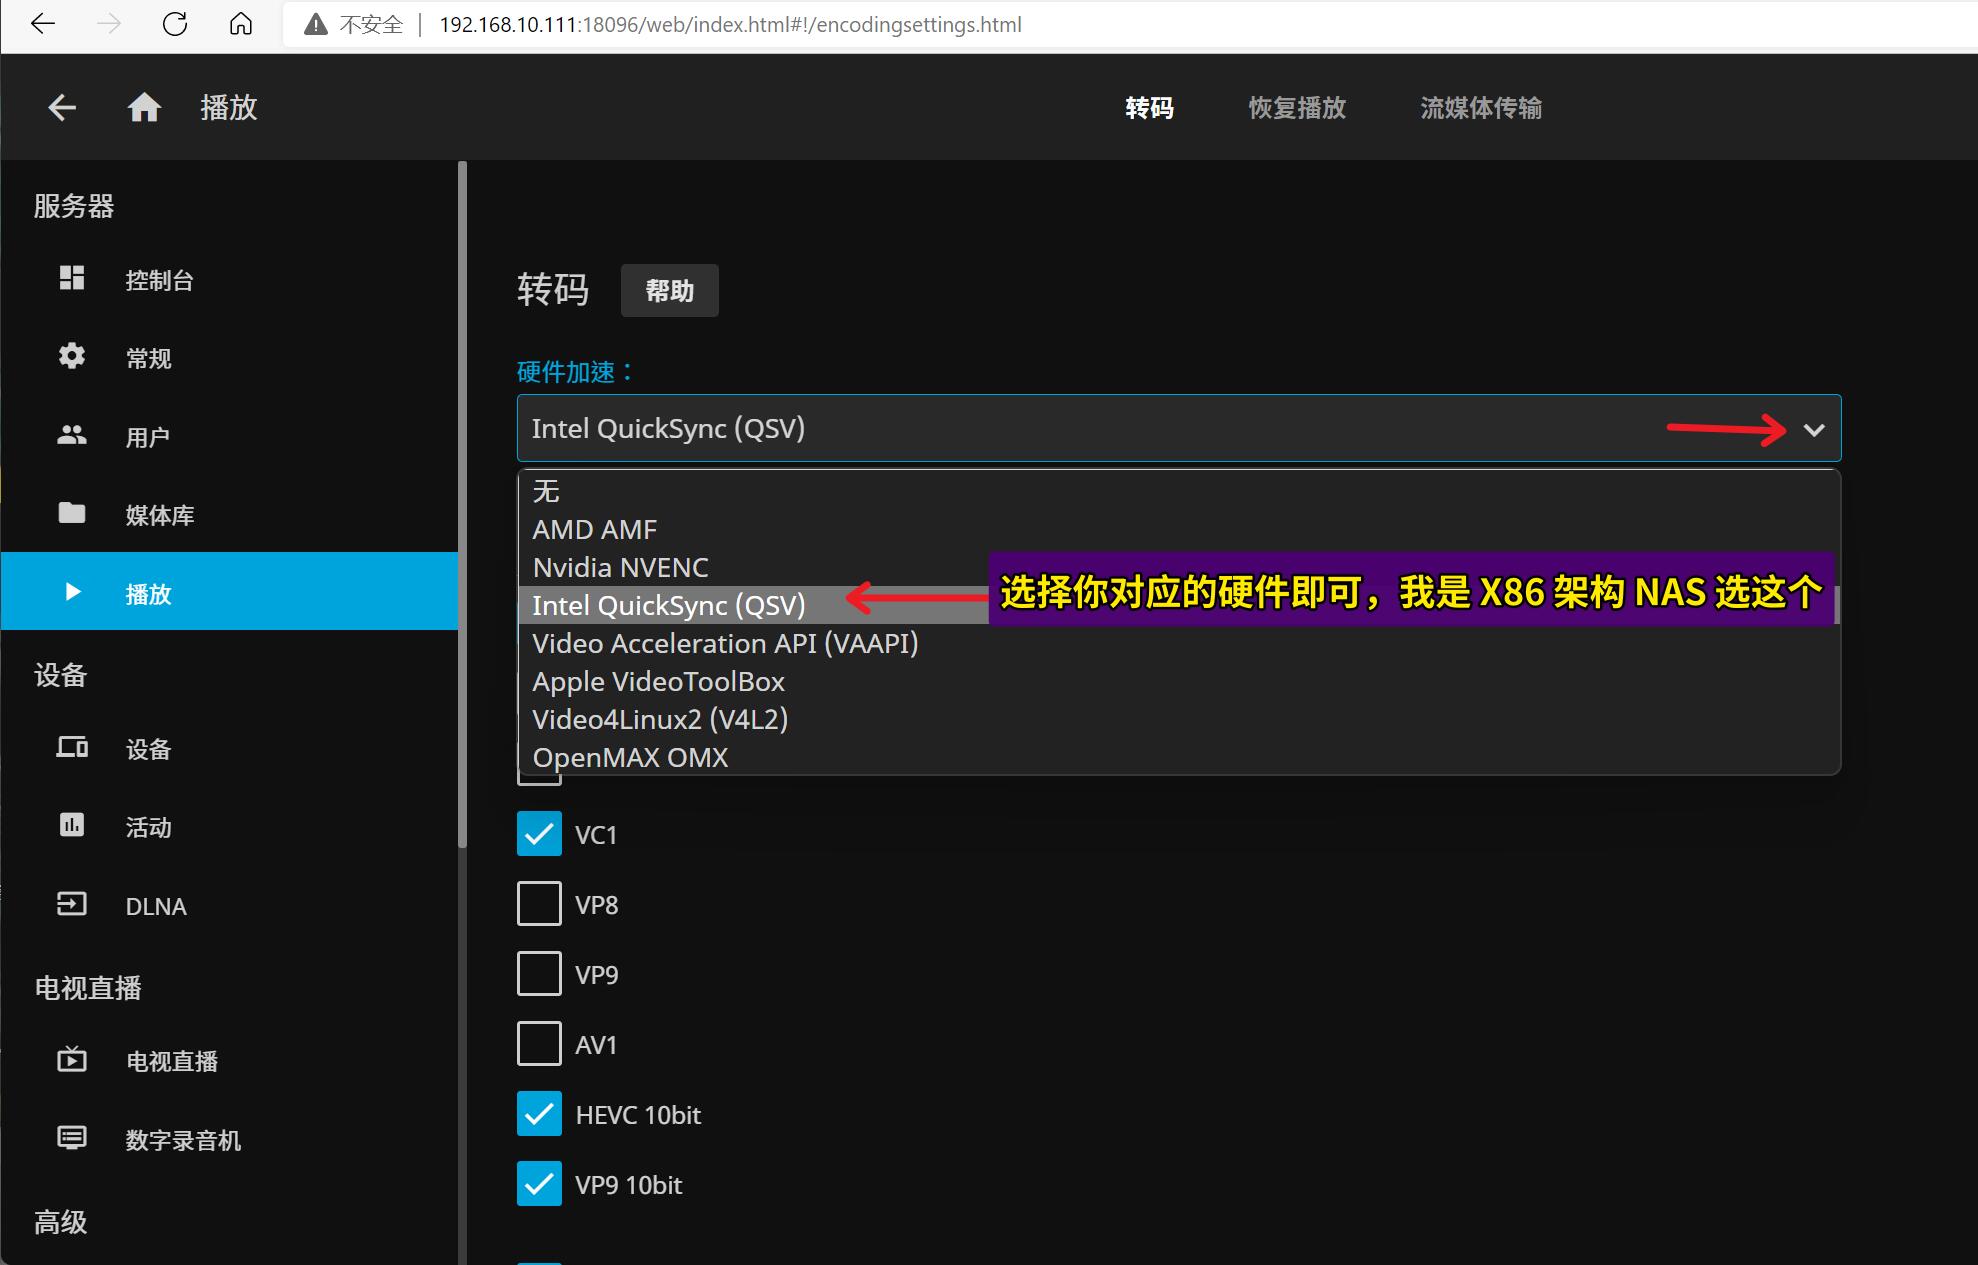 不安全
192.168.10.111:18096/web/index.html#!/encodingsettings.html
播放
转码
恢复播放
流媒体传输
服务器
控制台
常规
用户
媒体库
播放
设备
设备
活动
DLNA
电视直播
电视直播
数字录音机
高级
转码
帮助
硬件加速：
Intel QuickSync (QSV)
无
AMD AMF
Nvidia NVENC
Intel QuickSync (QSV)
选择你对应的硬件即可，我是 X86 架构 NAS 选这个
Video Acceleration API (VAAPI)
Apple VideoToolBox
Video4Linux2 (V4L2)
OpenMAX OMX
VC1
VP8
VP9
AV1
HEVC 10bit
VP9 10bit